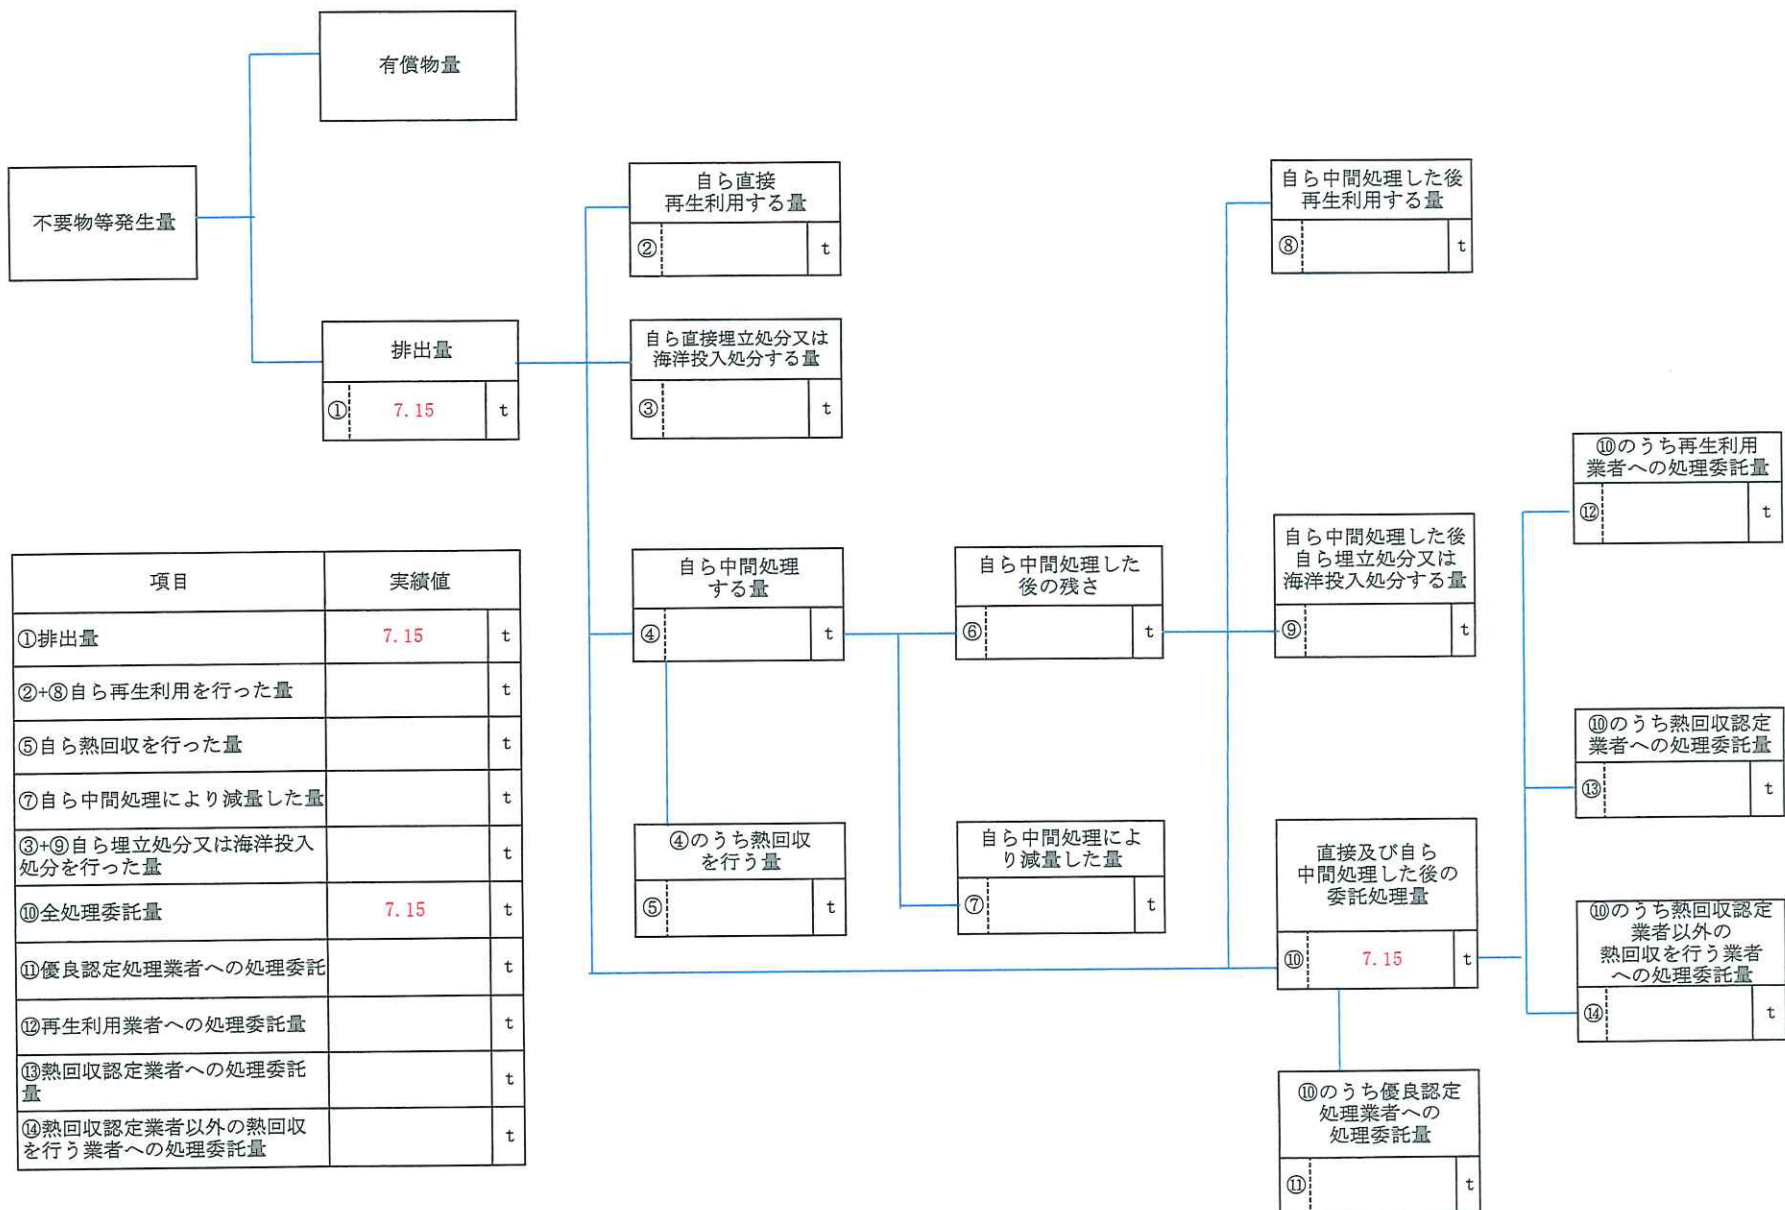 有償物量
不要物等発生量
排出量
① 7.15 t
自ら直接
再生利用する量
② t
自ら直接埋立処分又は
海洋投入処分する量
③ t
自ら中間処理
する量
④ t
④のうち熱回収
を行う量
⑤ t
自ら中間処理した
後の残さ
⑥ t
自ら中間処理によ
り減量した量
⑦ t
自ら中間処理した後
再生利用する量
⑧ t
自ら中間処理した後
自ら埋立処分又は
海洋投入処分する量
⑨ t
直接及び自ら
中間処理した後の
委託処理量
⑩ 7.15 t
⑩のうち優良認定
処理業者への
処理委託量
⑪ t
⑩のうち再生利用
業者への処理委託量
⑫ t
⑩のうち熱回収認定
業者への処理委託量
⑬ t
⑩のうち熱回収認定
業者以外の
熱回収を行う業者
への処理委託量
⑭ t
項目 実績値
①排出量 7.15 t
②+⑧自ら再生利用を行った量 t
⑤自ら熱回収を行った量 t
⑦自ら中間処理により減量した量 t
③+⑨自ら埋立処分又は海洋投入
処分を行った量 t
⑩全処理委託量 7.15 t
⑪優良認定処理業者への処理委託 t
⑫再生利用業者への処理委託量 t
⑬熱回収認定業者への処理委託
量 t
⑭熱回収認定業者以外の熱回収
を行う業者への処理委託量 t